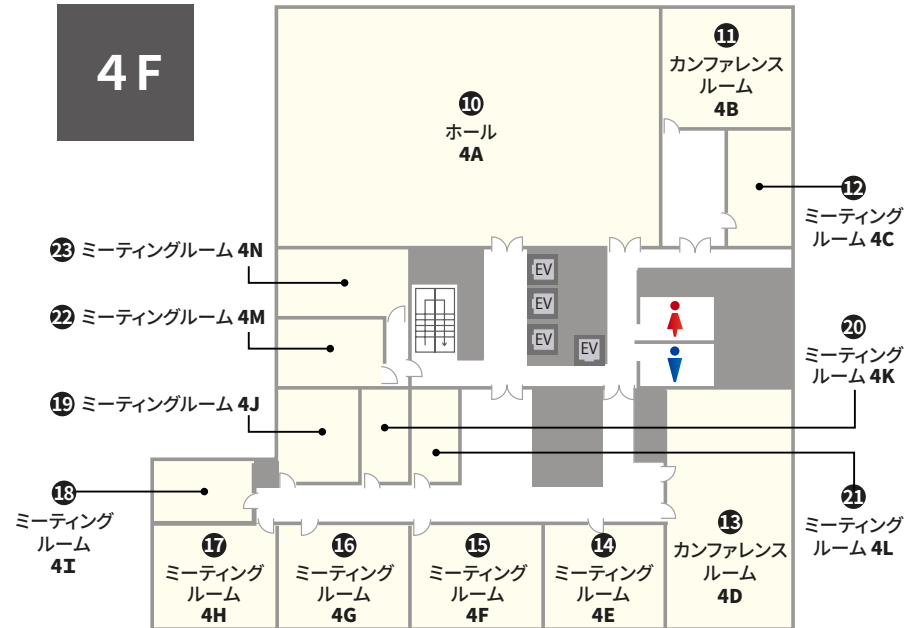 4F
10
ホール
4A
11
カンファレンス
ルーム
4B
12
ミーティング
ルーム 4C
23 ミーティングルーム 4N
22 ミーティングルーム 4M
19 ミーティングルーム 4J
EV
EV
EV
EV
20
ミーティング
ルーム 4K
18
ミーティング
ルーム
4I
17
ミーティング
ルーム
4H
16
ミーティング
ルーム
4G
15
ミーティング
ルーム
4F
14
ミーティング
ルーム
4E
13
カンファレンス
ルーム
4D
21
ミーティング
ルーム 4L